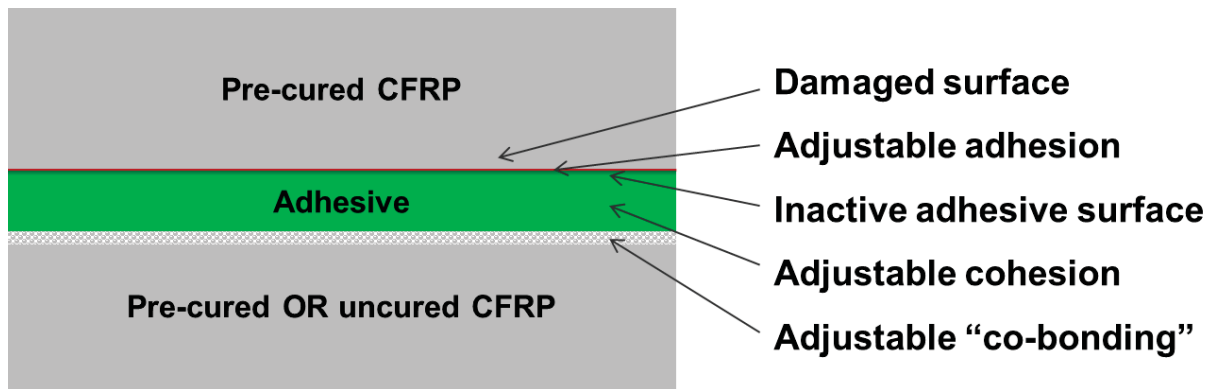 Pre-cured CFRP
Adhesive
Pre-cured OR uncured CFRP
Damaged surface
Adjustable adhesion
Inactive adhesive surface
Adjustable cohesion
Adjustable “co-bonding”